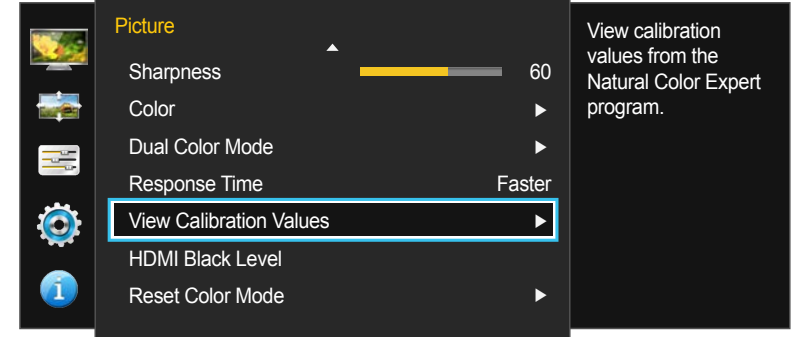 Picture
Sharpness 60
Color
Dual Color Mode
Response Time Faster
View Calibration Values
HDMI Black Level
Reset Color Mode
View calibration
values from the
Natural Color Expert
program.